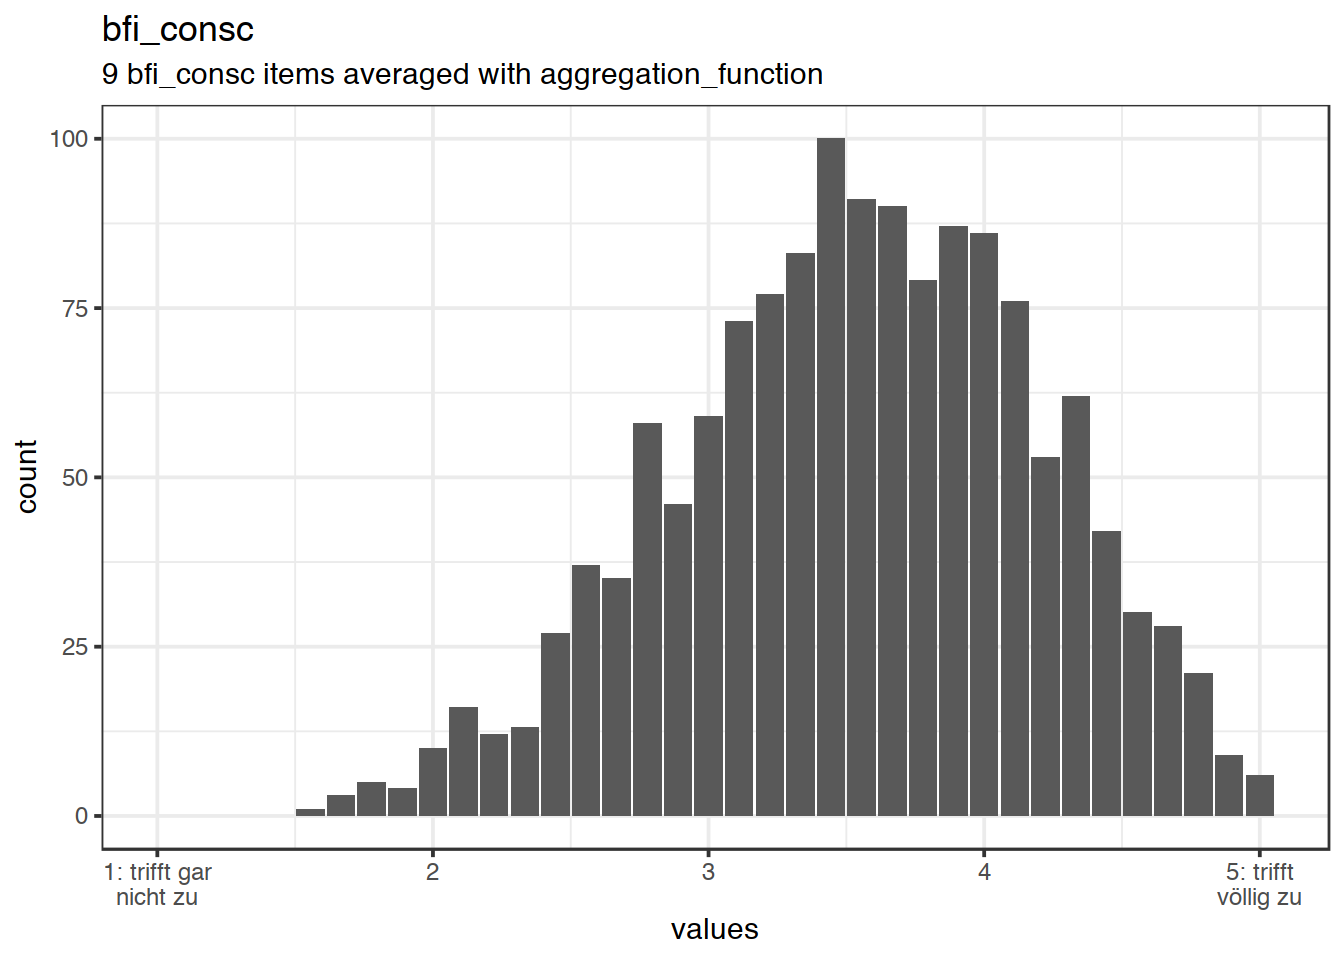 bfi_consc
9 bfi_consc items averaged with aggregation_function
100
75
50
25
0
count
1: trifft gar
nicht zu
2
3
4
5: trifft
völlig zu
values